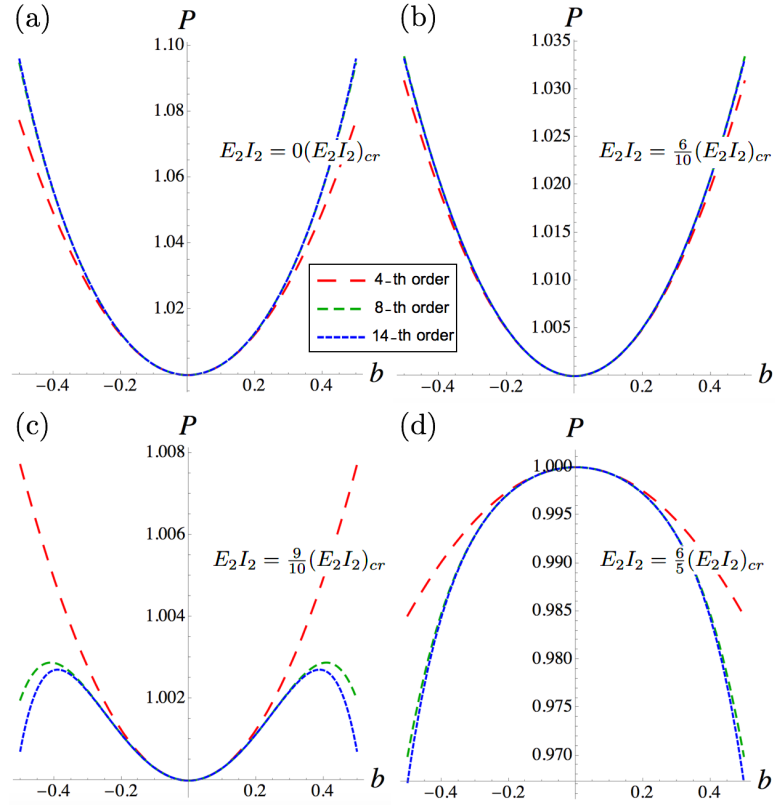 (a)
P
1.10
1.08
1.06
1.04
1.02
−0.4 −0.2 0.2 0.4 b
E₂I₂ = 0(E₂I₂)cr
(b)
P
1.035
1.030
1.025
1.020
1.015
1.010
1.005
−0.4 −0.2 0.2 0.4 b
E₂I₂ = 6/10 (E₂I₂)cr
4-th order
8-th order
14-th order
(c)
P
1.008
1.006
1.004
1.002
−0.4 −0.2 0.2 0.4 b
E₂I₂ = 9/10 (E₂I₂)cr
(d)
P
1.000
0.995
0.990
0.985
0.980
0.975
0.970
−0.4 −0.2 0.2 0.4 b
E₂I₂ = 6/5 (E₂I₂)cr